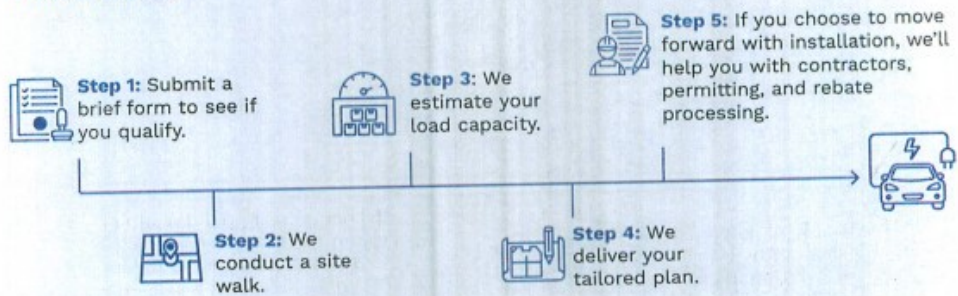 Step 1: Submit a
brief form to see if
you qualify.
Step 2: We
conduct a site
walk.
Step 3: We
estimate your
load capacity.
Step 4: We
deliver your
tailored plan.
Step 5: If you choose to move
forward with installation, we'll
help you with contractors,
permitting, and rebate
processing.